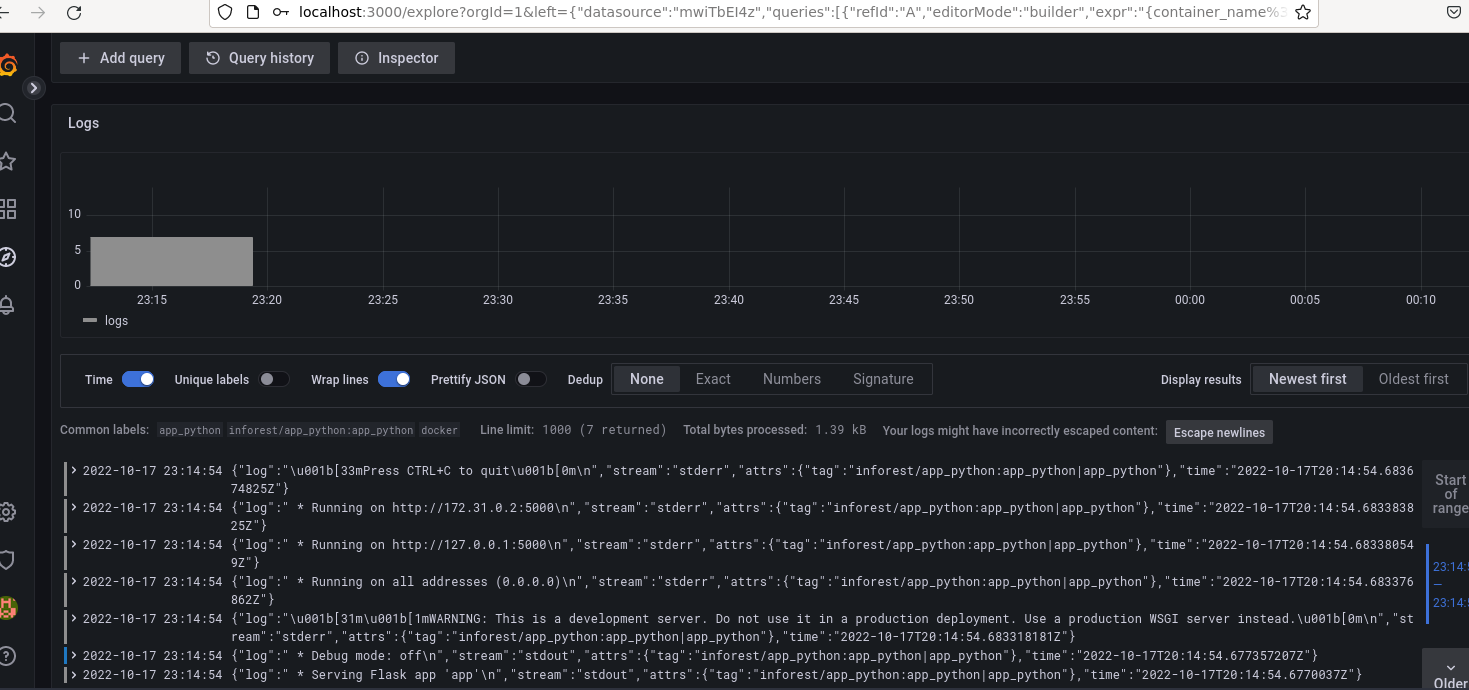 localhost:3000/explore?orgId=1&left={"datasource":"mwiTbEI4z","queries":[{"refId":"A","editorMode":"builder","expr":"{container_name%3
+ Add query
Query history
Inspector
Logs
10
5
0
23:15 23:20 23:25 23:30 23:35 23:40 23:45 23:50 23:55 00:00 00:05 00:10
logs
Time Unique labels Wrap lines Prettify JSON Dedup None Exact Numbers Signature Display results Newest first Oldest first
Common labels: app_python inforest/app_python:app_python docker Line limit: 1000 (7 returned) Total bytes processed: 1.39 kB Your logs might have incorrectly escaped content: Escape newlines
2022-10-17 23:14:54 {"log":"\u001b[33mPress CTRL+C to quit\u001b[0m\n","stream":"stderr","attrs":{"tag":"inforest/app_python:app_python|app_python"},"time":"2022-10-17T20:14:54.6836
74825Z"}
2022-10-17 23:14:54 {"log":" * Running on http://172.31.0.2:5000\n","stream":"stderr","attrs":{"tag":"inforest/app_python:app_python|app_python"},"time":"2022-10-17T20:14:54.6833838
25Z"}
2022-10-17 23:14:54 {"log":" * Running on http://127.0.0.1:5000\n","stream":"stderr","attrs":{"tag":"inforest/app_python:app_python|app_python"},"time":"2022-10-17T20:14:54.68338054
9Z"}
2022-10-17 23:14:54 {"log":" * Running on all addresses (0.0.0.0)\n","stream":"stderr","attrs":{"tag":"inforest/app_python:app_python|app_python"},"time":"2022-10-17T20:14:54.683376
862Z"}
2022-10-17 23:14:54 {"log":"\u001b[31m\u001b[1mWARNING: This is a development server. Do not use it in a production deployment. Use a production WSGI server instead.\u001b[0m\n","st
ream":"stderr","attrs":{"tag":"inforest/app_python:app_python|app_python"},"time":"2022-10-17T20:14:54.683318181Z"}
2022-10-17 23:14:54 {"log":" * Debug mode: off\n","stream":"stdout","attrs":{"tag":"inforest/app_python:app_python|app_python"},"time":"2022-10-17T20:14:54.677357207Z"}
2022-10-17 23:14:54 {"log":" * Serving Flask app 'app'\n","stream":"stdout","attrs":{"tag":"inforest/app_python:app_python|app_python"},"time":"2022-10-17T20:14:54.6770037Z"}
Start
of
range
23:14:
—
23:14:
Older